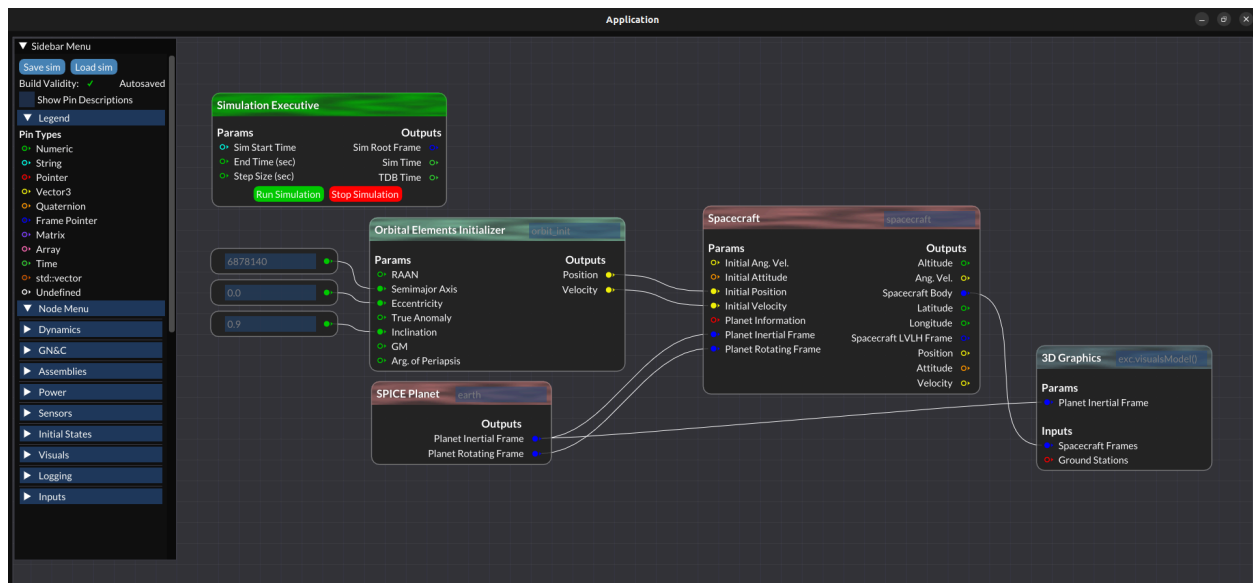 Application
Sidebar Menu
Save sim Load sim
Build Validity: ✓ Autosaved
Show Pin Descriptions
Legend
Pin Types
Numeric
String
Pointer
Vector3
Quaternion
Frame Pointer
Matrix
Array
Time
std::vector
Undefined
Node Menu
Dynamics
GN&C
Assemblies
Power
Sensors
Initial States
Visuals
Logging
Inputs
Simulation Executive
Params Outputs
Sim Start Time Sim Root Frame
End Time (sec) Sim Time
Step Size (sec) TDB Time
Run Simulation Stop Simulation
6878140
0.0
0.9
Orbital Elements Initializer orbit_init
Params Outputs
RAAN Position
Semimajor Axis Velocity
Eccentricity
True Anomaly
Inclination
GM
Arg. of Periapsis
SPICE Planet earth
Outputs
Planet Inertial Frame
Planet Rotating Frame
Spacecraft spacecraft
Params Outputs
Initial Ang. Vel. Altitude
Initial Attitude Ang. Vel.
Initial Position Spacecraft Body
Initial Velocity Latitude
Planet Information Longitude
Planet Inertial Frame Spacecraft LVLH Frame
Planet Rotating Frame Position
Attitude
Velocity
3D Graphics exc.visualsModel()
Params
Planet Inertial Frame
Inputs
Spacecraft Frames
Ground Stations